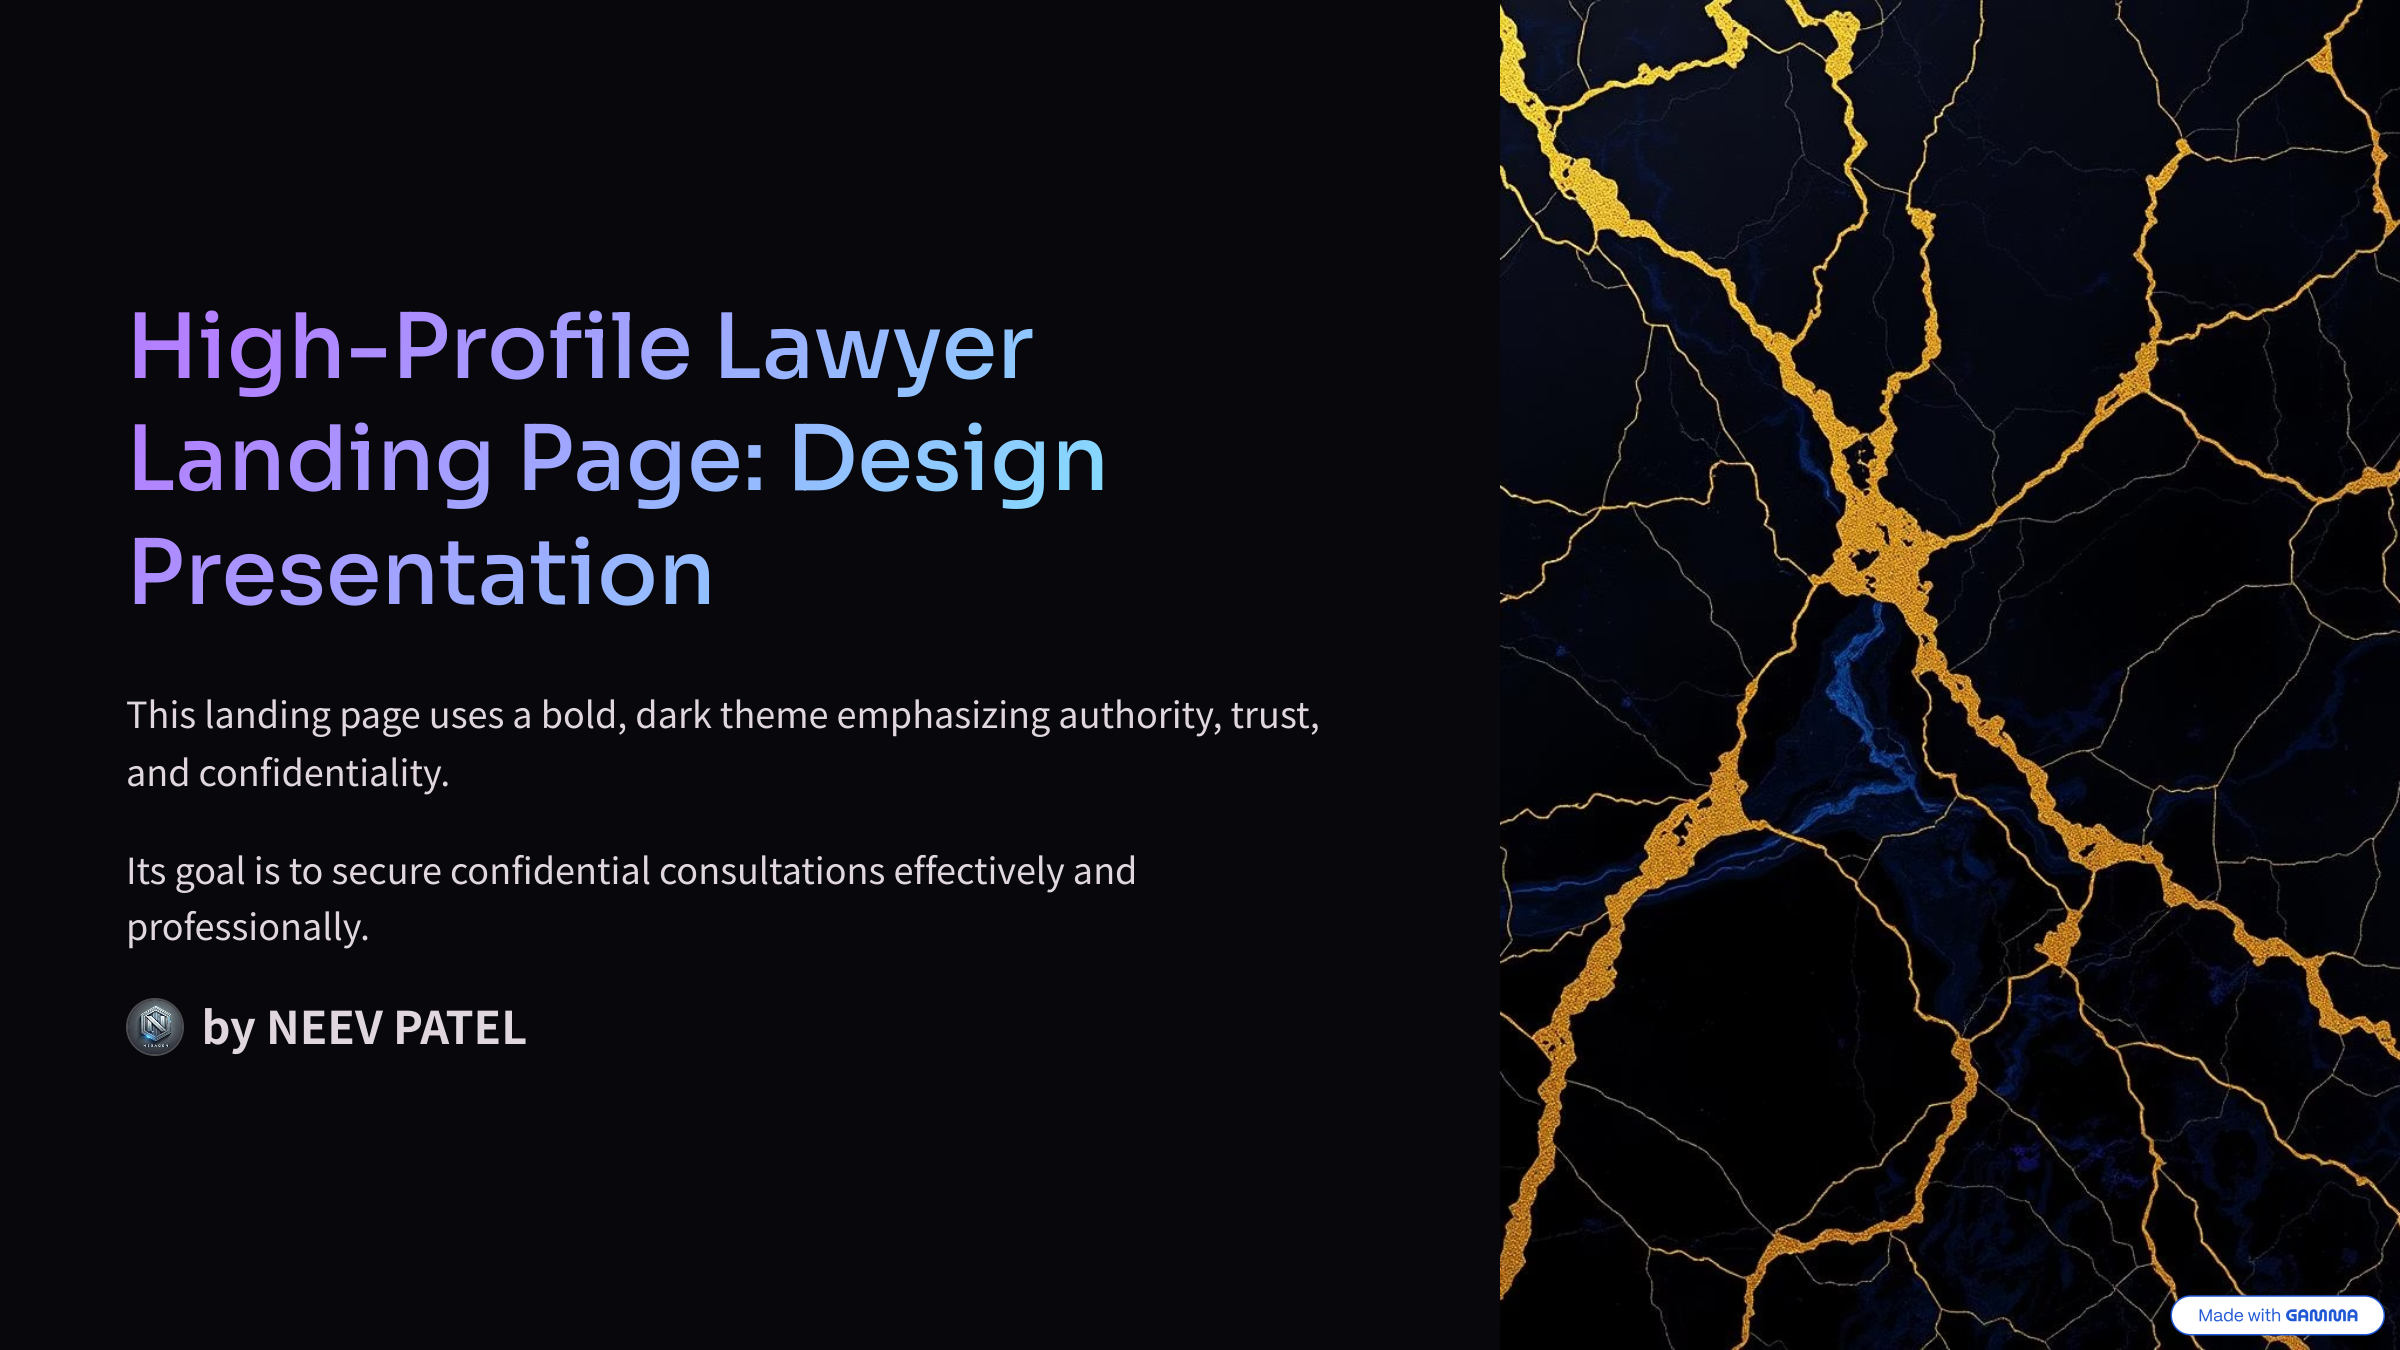 High-Profile Lawyer
Landing Page: Design
Presentation
This landing page uses a bold, dark theme emphasizing authority, trust,
and confidentiality.
Its goal is to secure confidential consultations effectively and
professionally.
by NEEV PATEL
Made with GAMMA